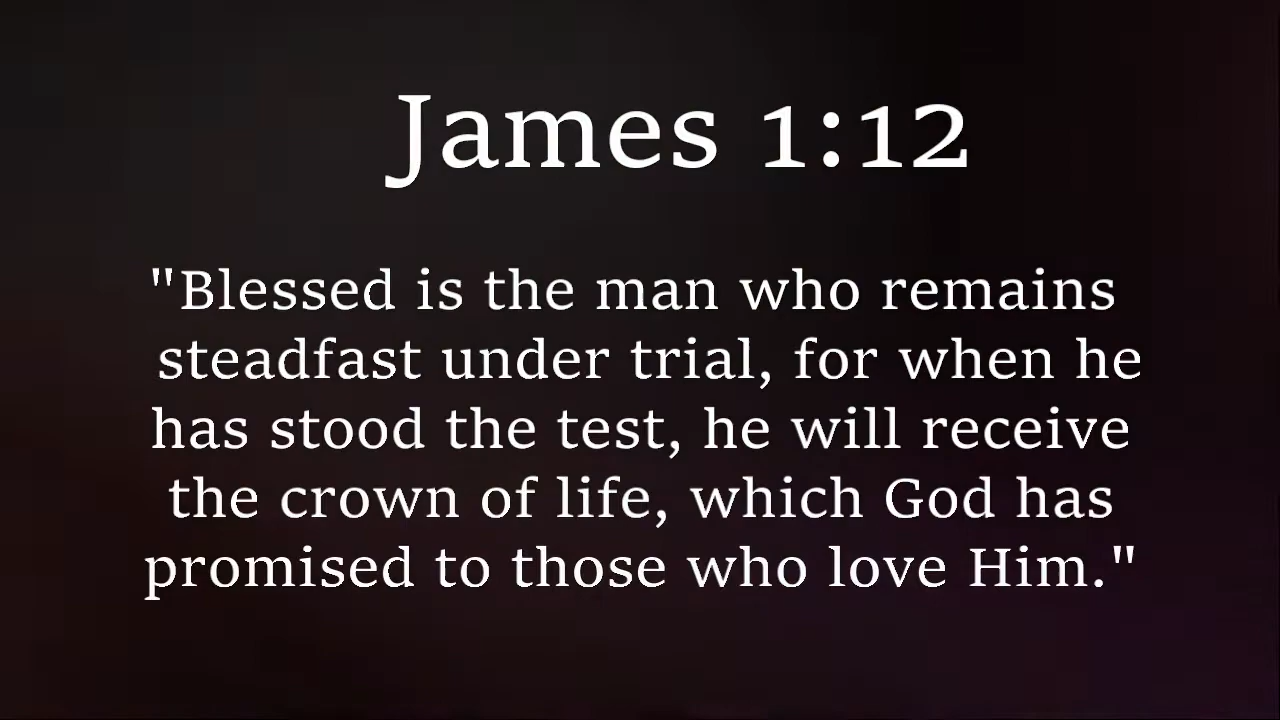 James 1:12
"Blessed is the man who remains
steadfast under trial, for when he
has stood the test, he will receive
the crown of life, which God has
promised to those who love Him."